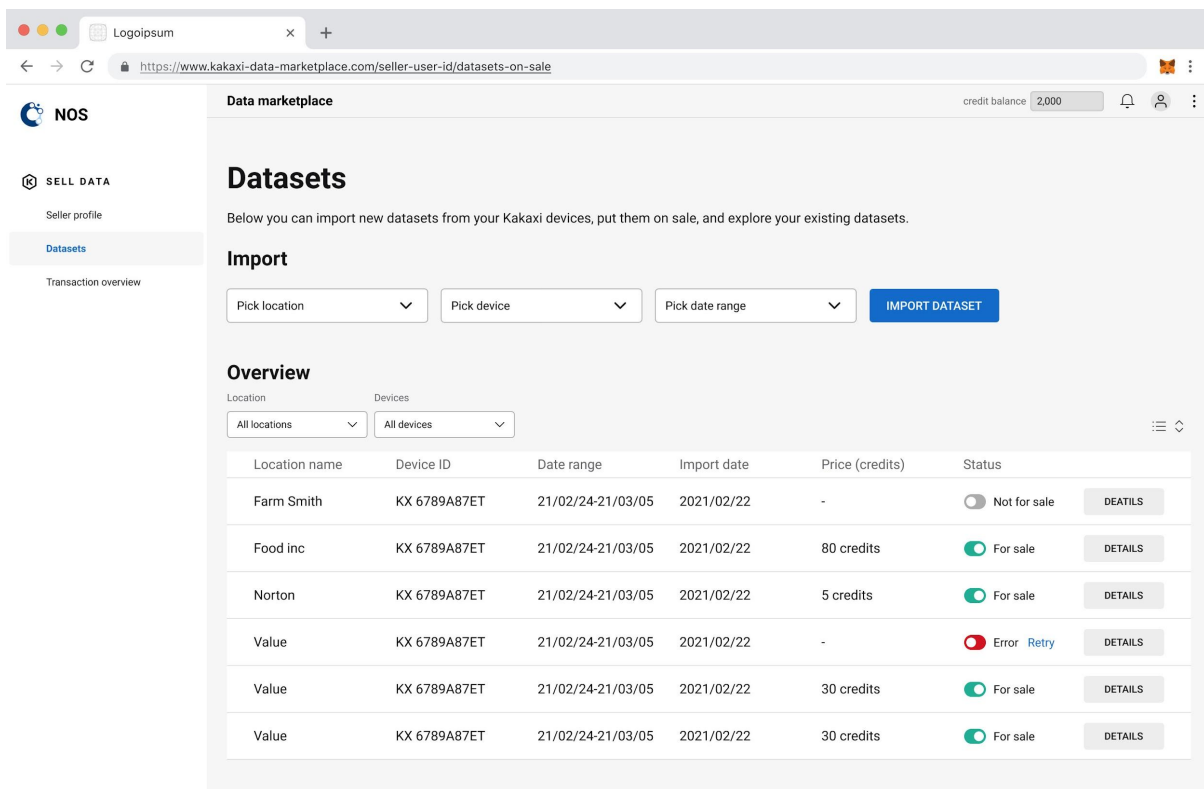 Logoipsum
https://www.kakaxi-data-marketplace.com/seller-user-id/datasets-on-sale
NOS
Data marketplace
credit balance 2,000
SELL DATA
Seller profile
Datasets
Transaction overview
Datasets
Below you can import new datasets from your Kakaxi devices, put them on sale, and explore your existing datasets.
Import
Pick location Pick device Pick date range IMPORT DATASET
Overview
Location Devices
All locations All devices
Location name Device ID Date range Import date Price (credits) Status
Farm Smith KX 6789A87ET 21/02/24-21/03/05 2021/02/22 - Not for sale DEATILS
Food inc KX 6789A87ET 21/02/24-21/03/05 2021/02/22 80 credits For sale DETAILS
Norton KX 6789A87ET 21/02/24-21/03/05 2021/02/22 5 credits For sale DETAILS
Value KX 6789A87ET 21/02/24-21/03/05 2021/02/22 - Error Retry DETAILS
Value KX 6789A87ET 21/02/24-21/03/05 2021/02/22 30 credits For sale DETAILS
Value KX 6789A87ET 21/02/24-21/03/05 2021/02/22 30 credits For sale DETAILS